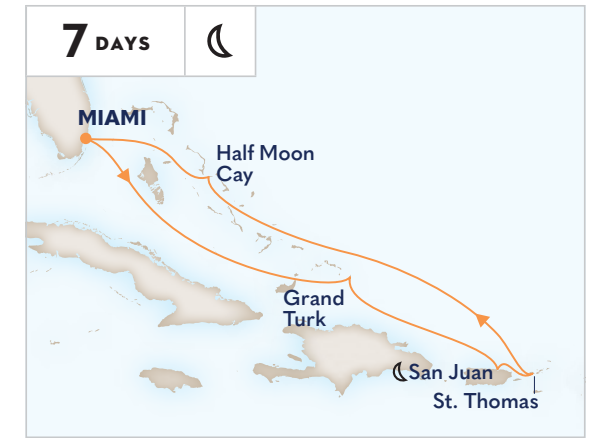 7 DAYS
MIAMI
Half Moon
Cay
Grand
Turk
San Juan
St. Thomas